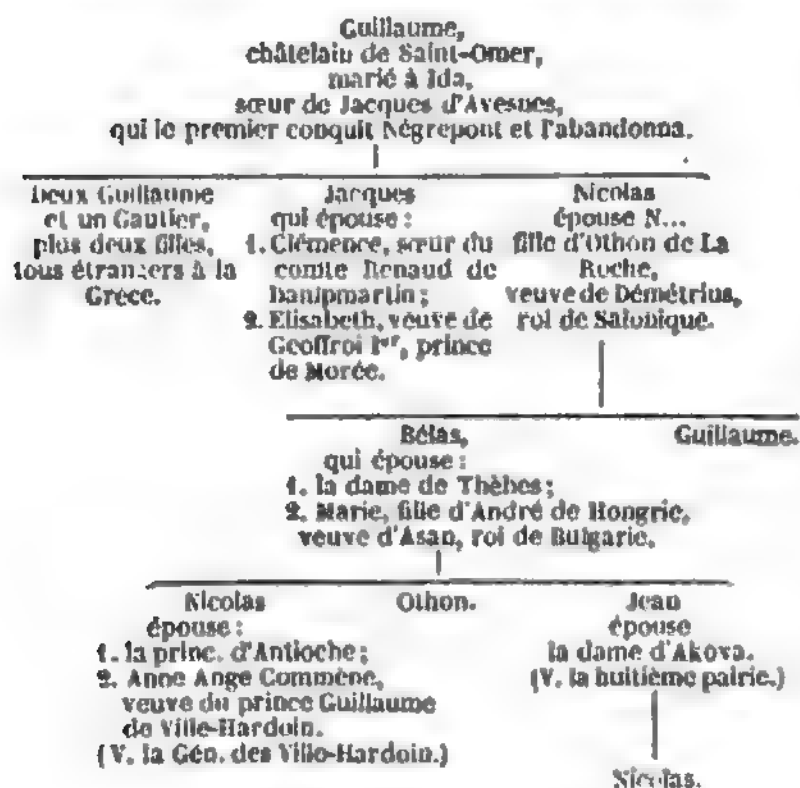 Guillaume,
châtelain de Saint-Omer,
marié à Ida,
sœur de Jacques d'Avesnes,
qui le premier conquit Négrepont et l'abandonna.
Deux Guillaume
et un Gautier,
plus deux filles,
tous étrangers à la
Grèce.
Jacques
qui épouse :
1. Clémence, sœur du
comte Renaud de
Dampmartin ;
2. Elisabeth, veuve de
Geoffroi Ier, prince
de Morée.
Nicolas
épouse N...
fille d'Othon de La
Roche,
veuve de Démétrius,
roi de Salonique.
Bélas,
qui épouse :
1. la dame de Thèbes ;
2. Marie, fille d'André de Hongrie,
veuve d'Asan, roi de Bulgarie.
Guillaume.
Nicolas
épouse :
1. la princ. d'Antioche ;
2. Anne Ange Commène,
veuve du prince Guillaume
de Ville-Hardoin.
(V. la Gén. des Ville-Hardoin.)
Othon.
Jean
épouse
la dame d'Akova.
(V. la huitième patrie.)
Nicolas.